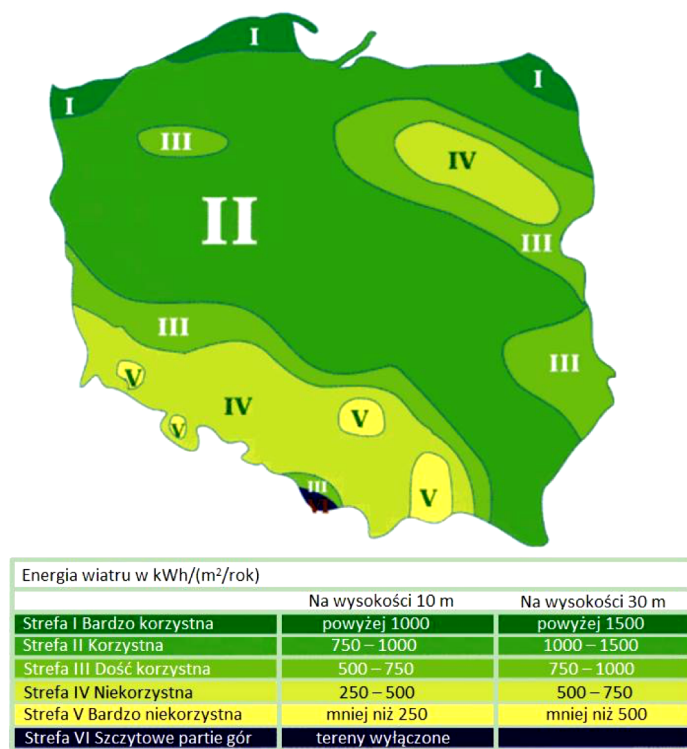 I
I
I
III
IV
II
III
III
III
V
IV
V
V
V
III
VI
Energia wiatru w kWh/(m²/rok)
Na wysokości 10 m Na wysokości 30 m
Strefa I Bardzo korzystna powyżej 1000 powyżej 1500
Strefa II Korzystna 750 – 1000 1000 – 1500
Strefa III Dość korzystna 500 – 750 750 – 1000
Strefa IV Niekorzystna 250 – 500 500 – 750
Strefa V Bardzo niekorzystna mniej niż 250 mniej niż 500
Strefa VI Szczytowe partie gór tereny wyłączone